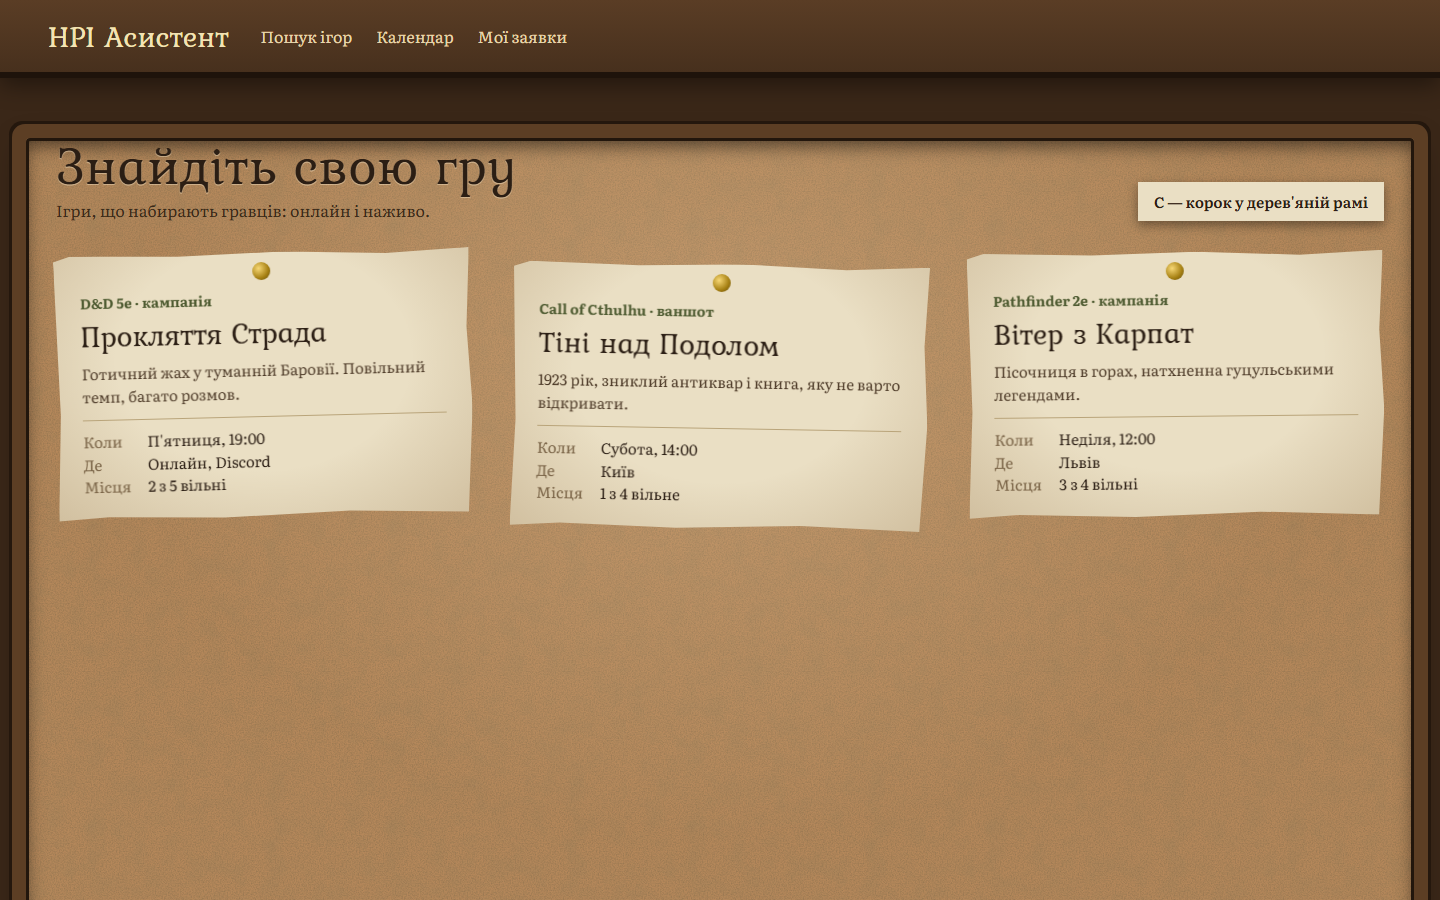 НРІ Асистент
Пошук ігор
Календар
Мої заявки
Знайдіть свою гру
Ігри, що набирають гравців: онлайн і наживо.
C — корок у дерев'яній рамі
D&D 5e · кампанія
Прокляття Страда
Готичний жах у туманній Баровії. Повільний
темп, багато розмов.
Коли П'ятниця, 19:00
Де Онлайн, Discord
Місця 2 з 5 вільні
Call of Cthulhu · ваншот
Тіні над Подолом
1923 рік, зниклий антиквар і книга, яку не варто
відкривати.
Коли Субота, 14:00
Де Київ
Місця 1 з 4 вільне
Pathfinder 2e · кампанія
Вітер з Карпат
Пісочниця в горах, натхненна гуцульськими
легендами.
Коли Неділя, 12:00
Де Львів
Місця 3 з 4 вільні